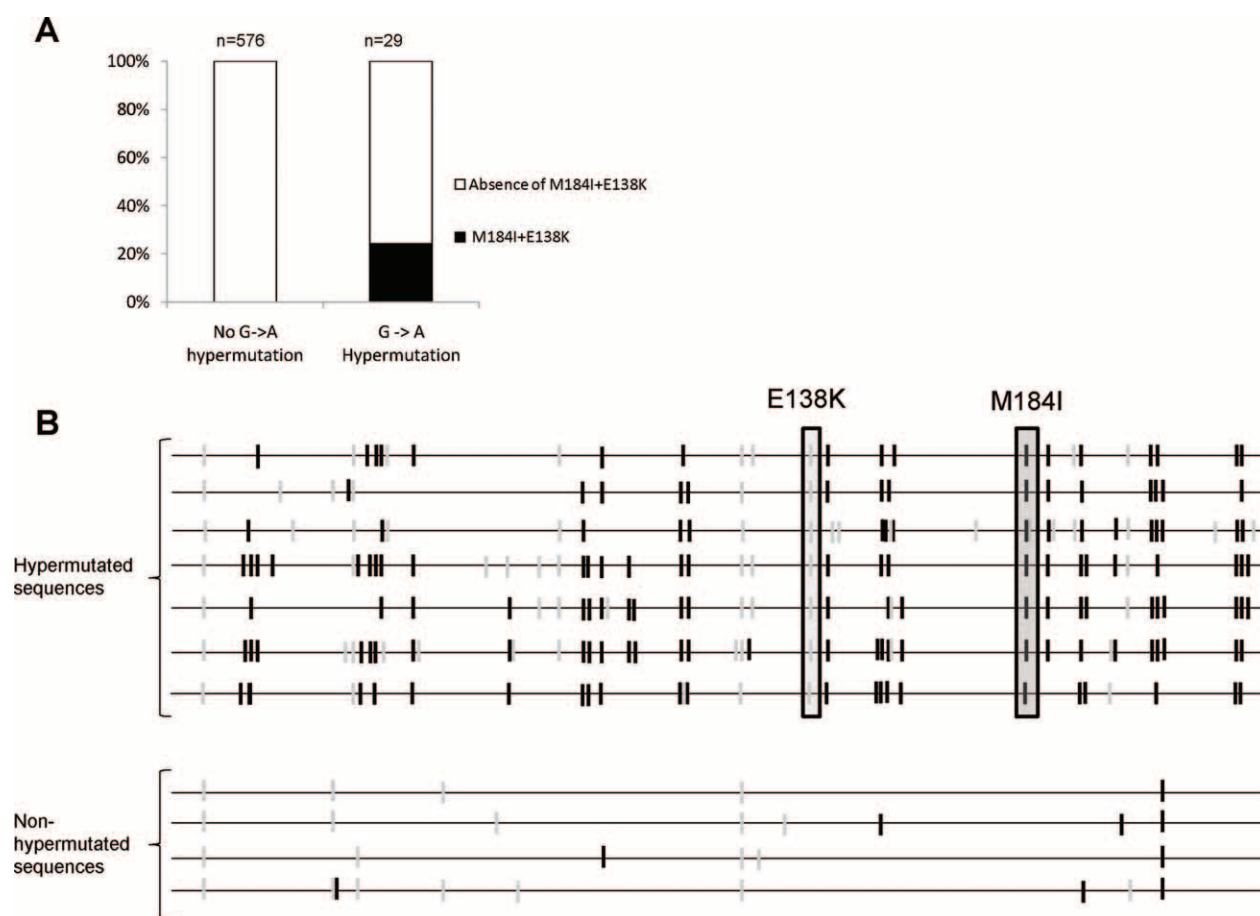 A
n=576
n=29
100%
80%
60%
40%
20%
0%
No G->A
hypermutation
G -> A
Hypermutation
Absence of M184I+E138K
M184I+E138K
B
E138K
M184I
Hypermutated
sequences
Non-
hypermutated
sequences